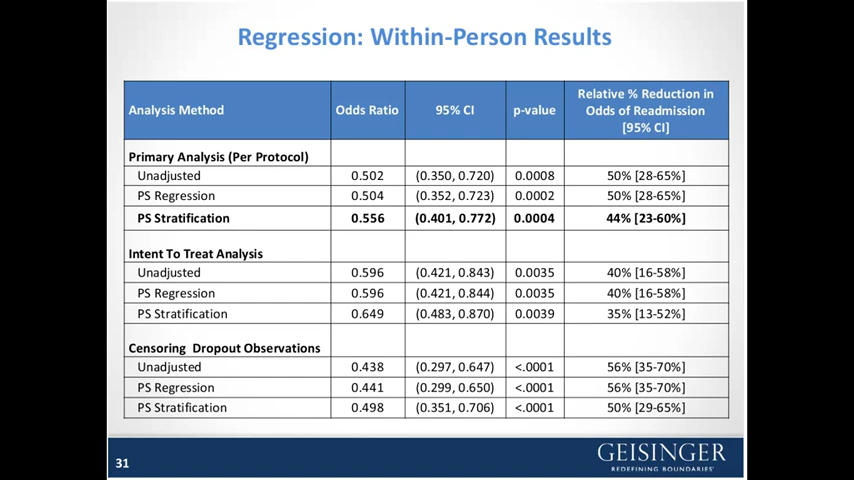 Regression: Within-Person Results
Analysis Method Odds Ratio 95% CI p-value Relative % Reduction in
Odds of Readmission
[95% CI]
Primary Analysis (Per Protocol)
Unadjusted 0.502 (0.350, 0.720) 0.0008 50% [28-65%]
PS Regression 0.504 (0.352, 0.723) 0.0002 50% [28-65%]
PS Stratification 0.556 (0.401, 0.772) 0.0004 44% [23-60%]
Intent To Treat Analysis
Unadjusted 0.596 (0.421, 0.843) 0.0035 40% [16-58%]
PS Regression 0.596 (0.421, 0.844) 0.0035 40% [16-58%]
PS Stratification 0.649 (0.483, 0.870) 0.0039 35% [13-52%]
Censoring Dropout Observations
Unadjusted 0.438 (0.297, 0.647) <.0001 56% [35-70%]
PS Regression 0.441 (0.299, 0.650) <.0001 56% [35-70%]
PS Stratification 0.498 (0.351, 0.706) <.0001 50% [29-65%]
31
GEISINGER
REDEFINING BOUNDARIES